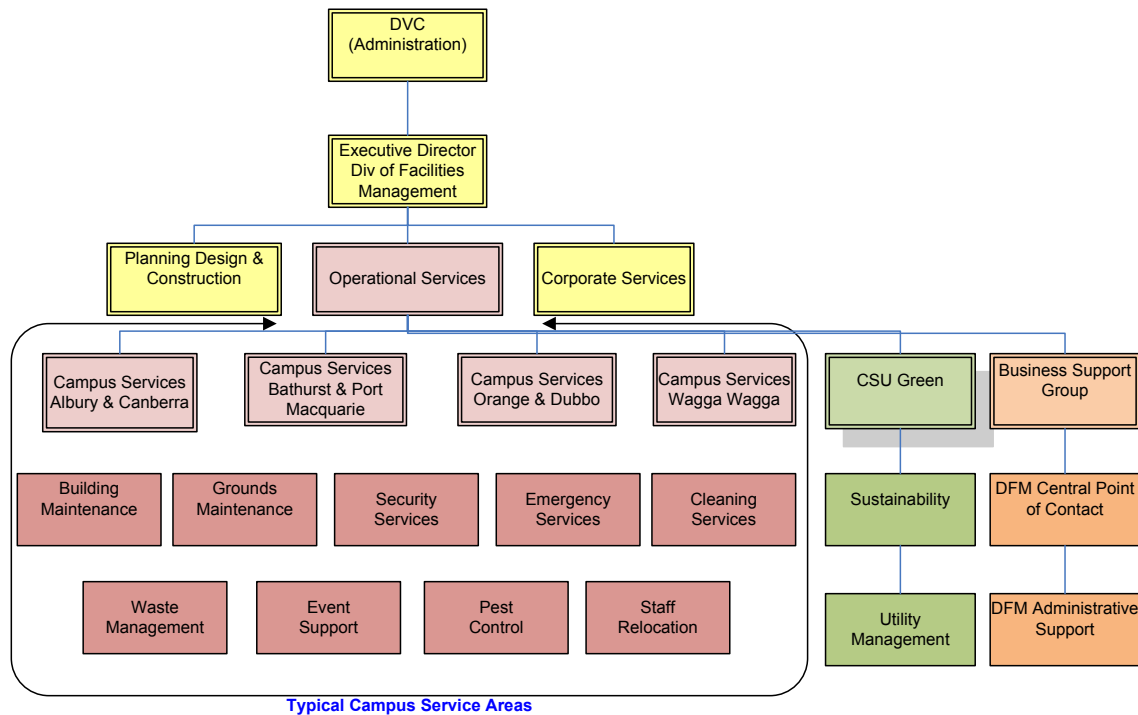 DVC
(Administration)
Executive Director
Div of Facilities
Management
Planning Design &
Construction
Operational Services
Corporate Services
Campus Services
Albury & Canberra
Campus Services
Bathurst & Port
Macquarie
Campus Services
Orange & Dubbo
Campus Services
Wagga Wagga
CSU Green
Business Support
Group
Building
Maintenance
Grounds
Maintenance
Security
Services
Emergency
Services
Cleaning
Services
Sustainability
DFM Central Point
of Contact
Waste
Management
Event
Support
Pest
Control
Staff
Relocation
Utility
Management
DFM Administrative
Support
Typical Campus Service Areas